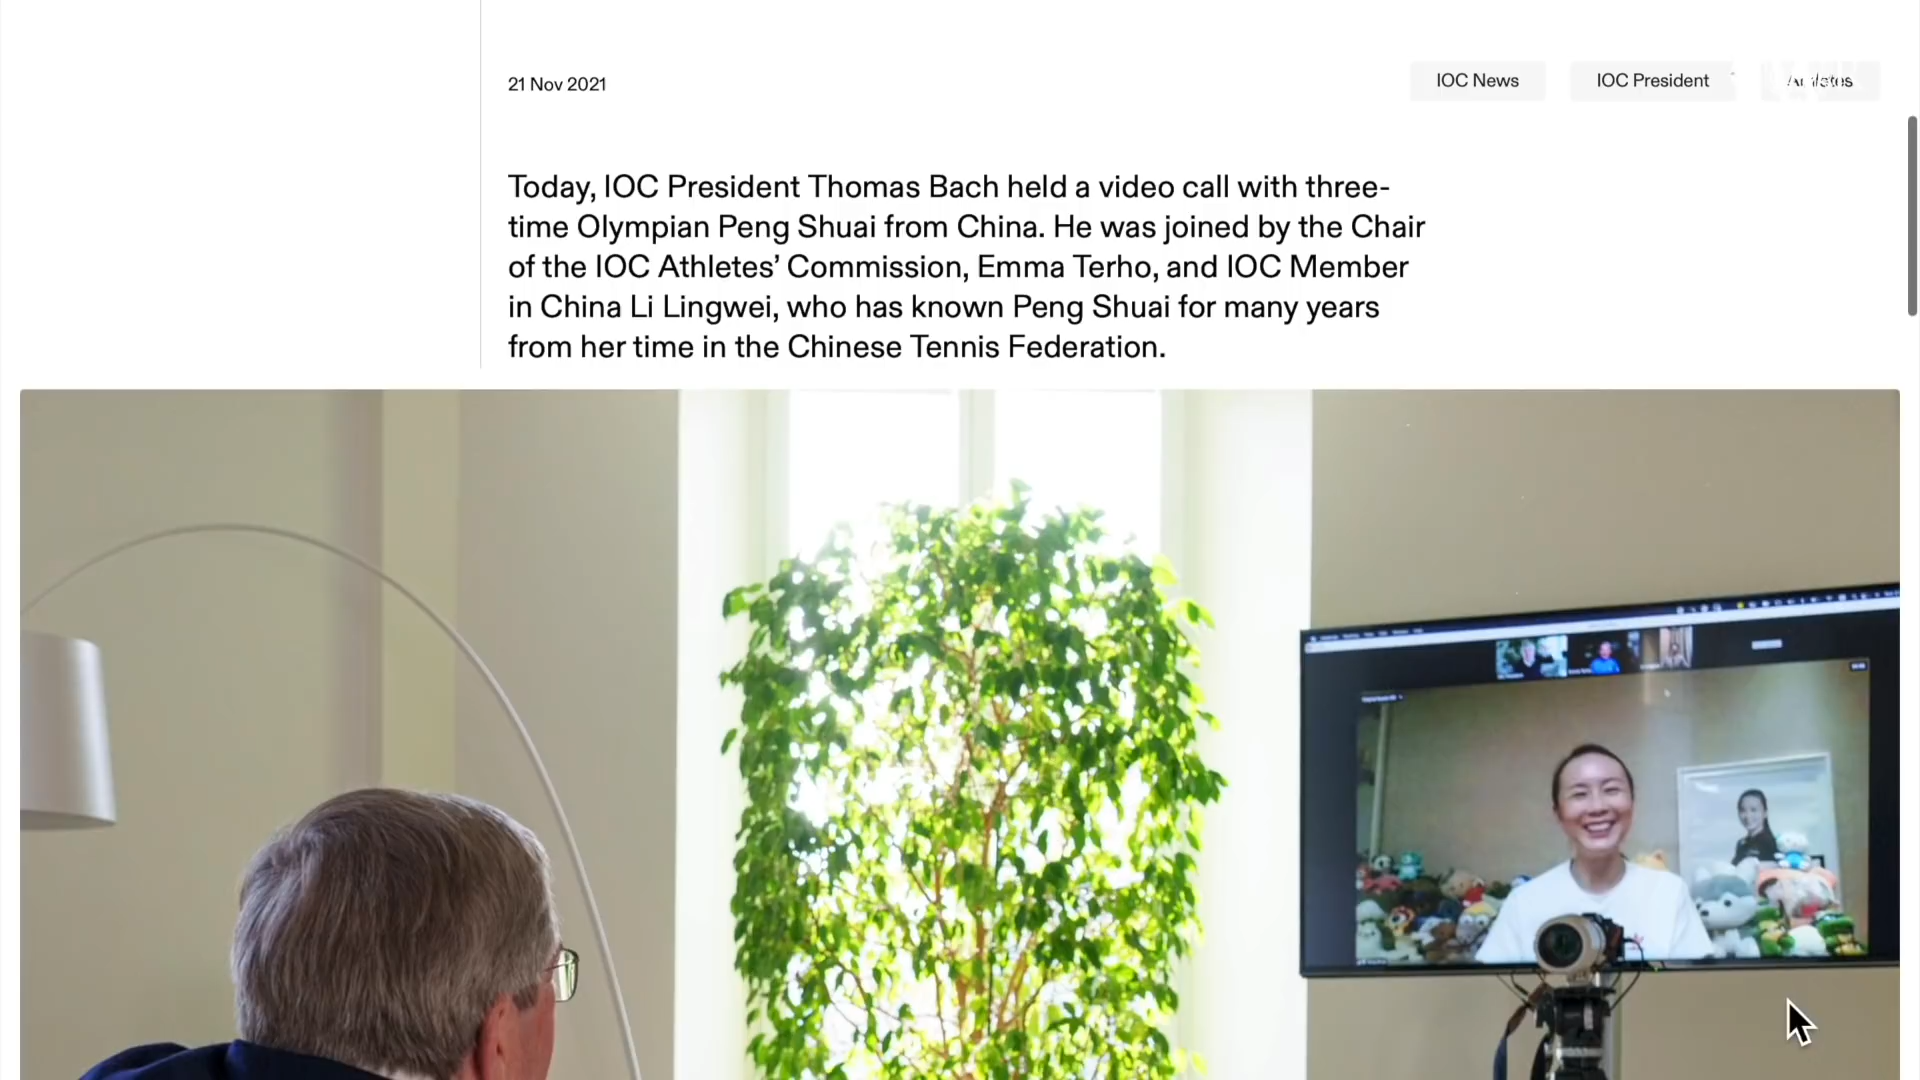 21 Nov 2021
IOC News
IOC President
Athletes
Today, IOC President Thomas Bach held a video call with three-
time Olympian Peng Shuai from China. He was joined by the Chair
of the IOC Athletes’ Commission, Emma Terho, and IOC Member
in China Li Lingwei, who has known Peng Shuai for many years
from her time in the Chinese Tennis Federation.